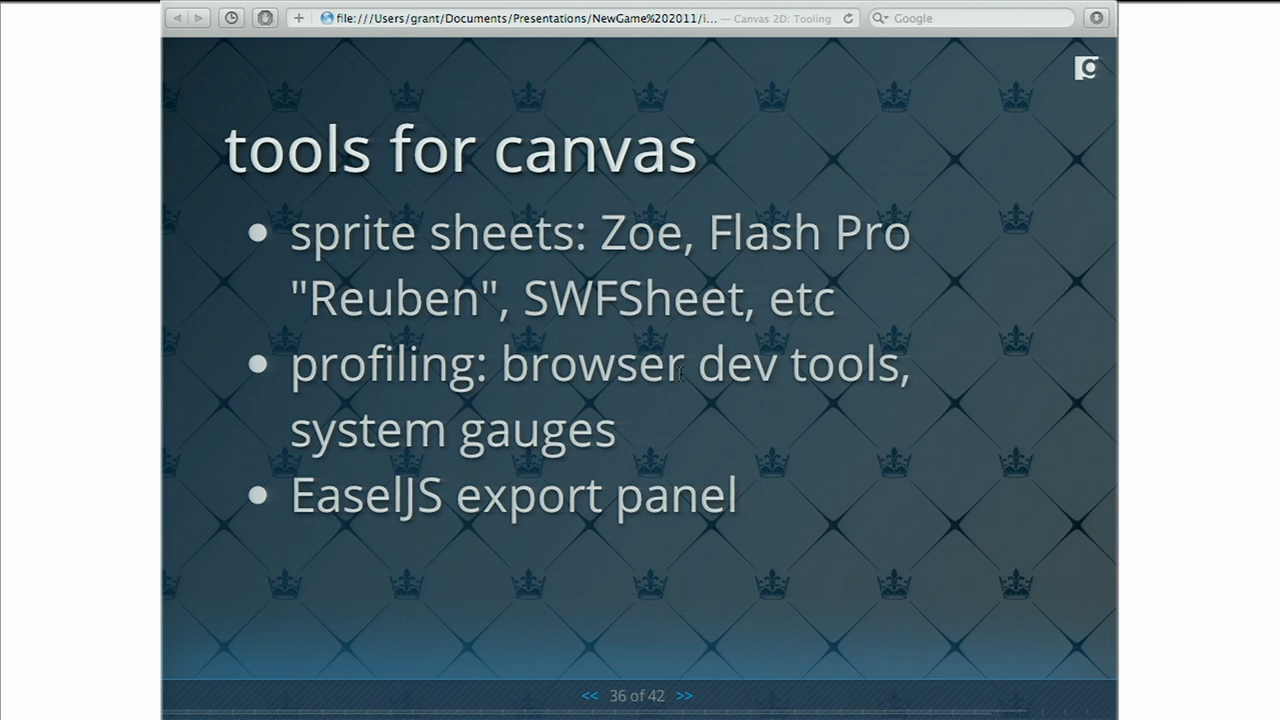 file:///Users/grant/Documents/Presentations/NewGame%202011/i... — Canvas 2D: Tooling
Google
g
tools for canvas
• sprite sheets: Zoe, Flash Pro
"Reuben", SWFSheet, etc
• profiling: browser dev tools,
system gauges
• EaselJS export panel
<< 36 of 42 >>